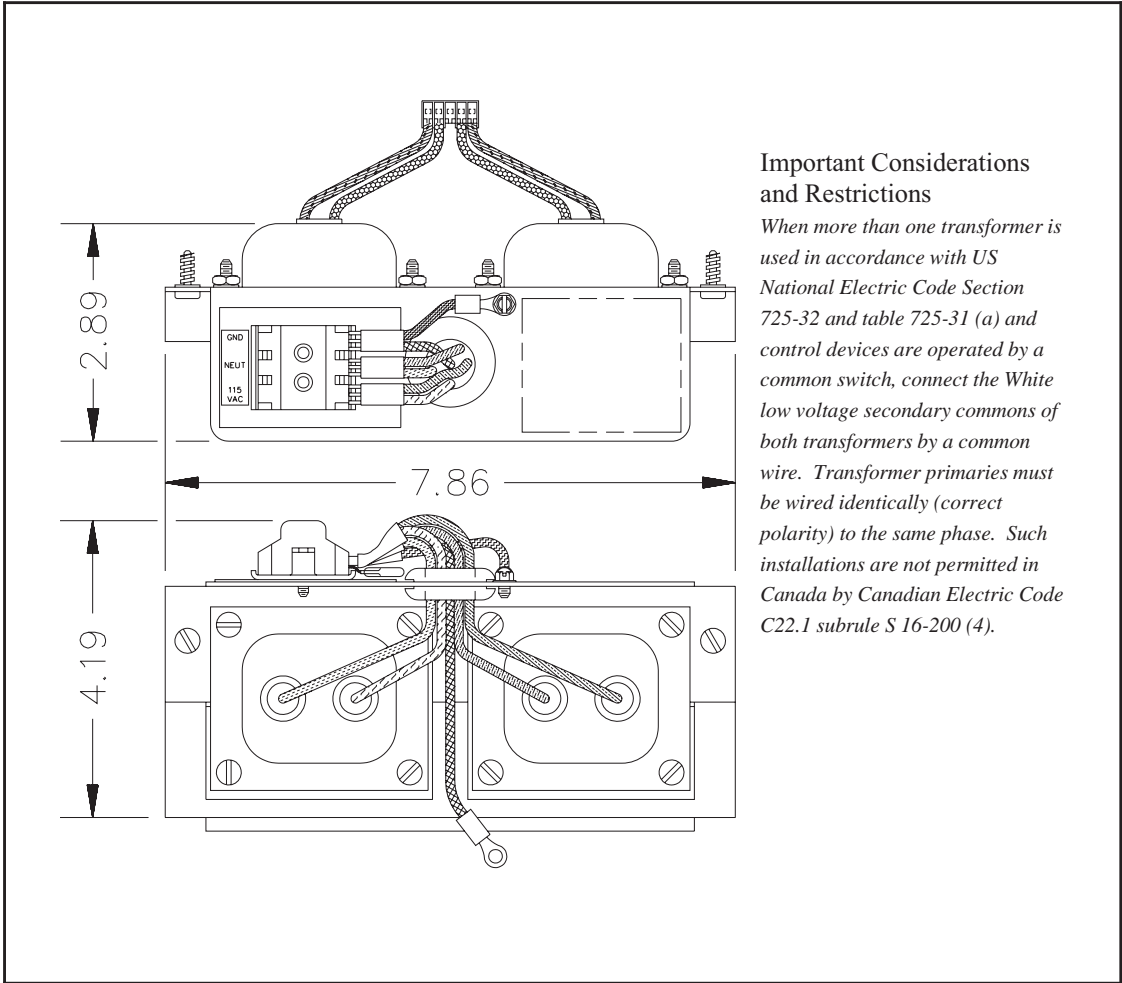 Important Considerations
and Restrictions
When more than one transformer is
used in accordance with US
National Electric Code Section
725-32 and table 725-31 (a) and
control devices are operated by a
common switch, connect the White
low voltage secondary commons of
both transformers by a common
wire. Transformer primaries must
be wired identically (correct
polarity) to the same phase. Such
installations are not permitted in
Canada by Canadian Electric Code
C22.1 subrule S 16-200 (4).
2.89
GND
NEUT
115
VAC
7.86
4.19